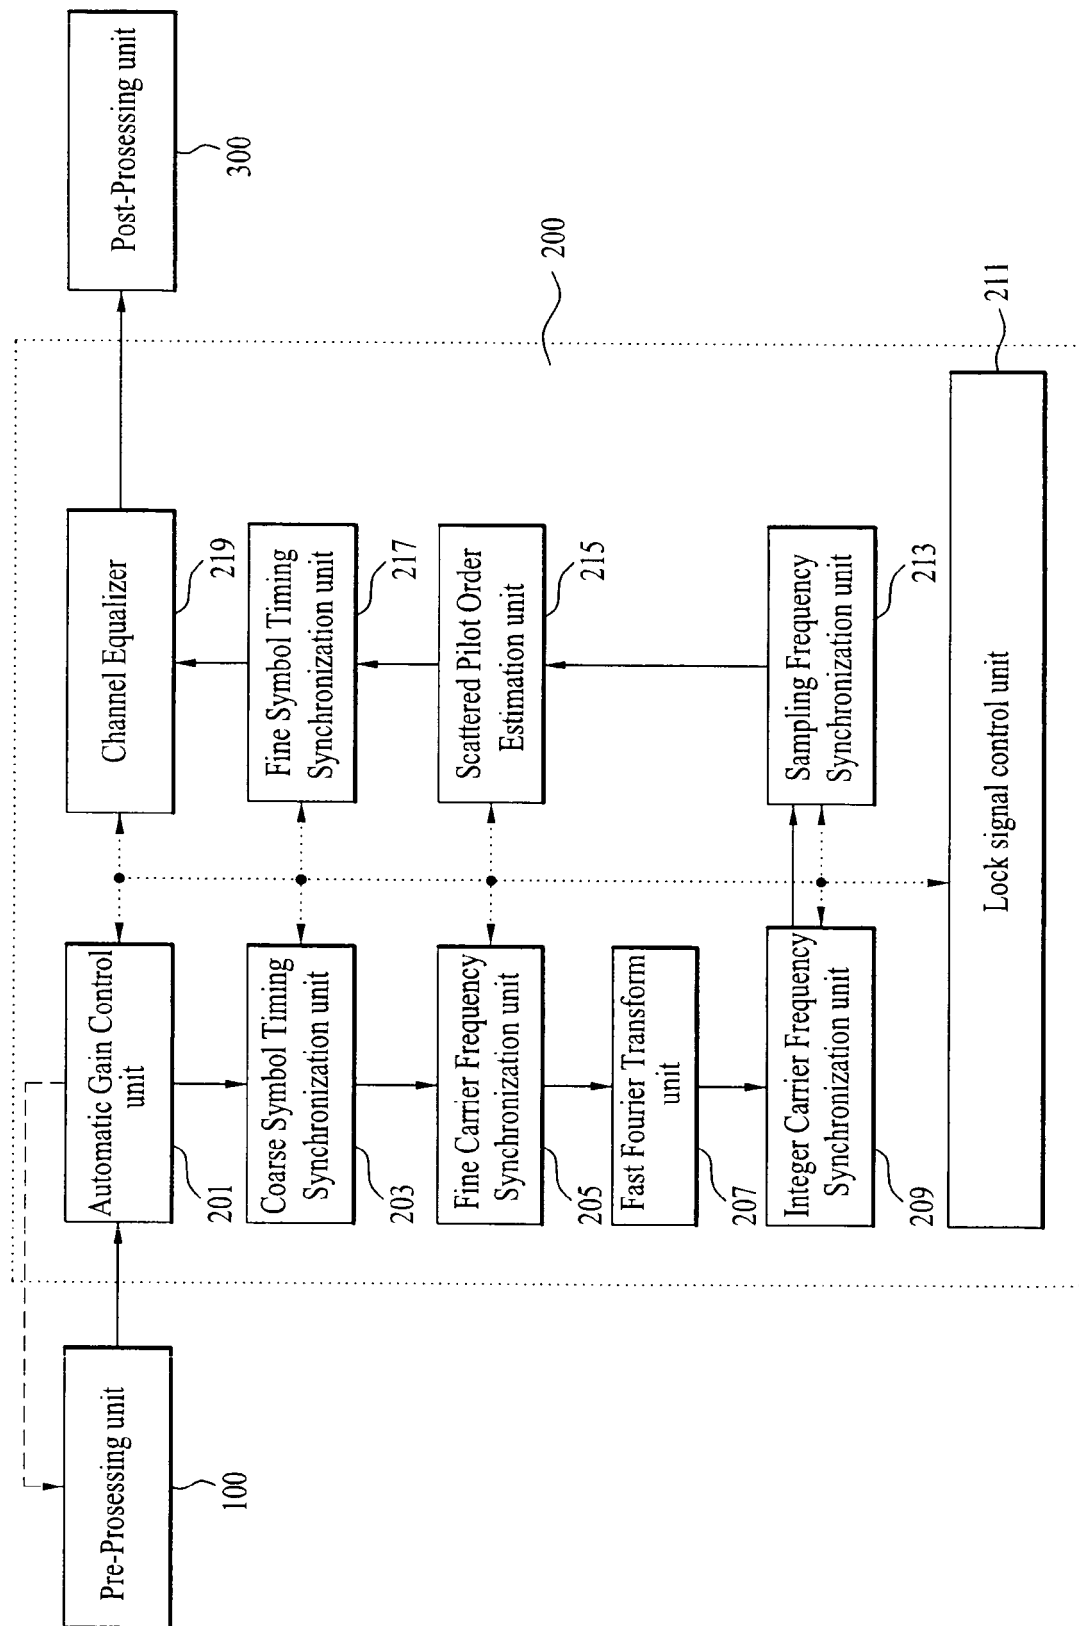 Pre-Prosessing unit
100
Automatic Gain Control
unit
201
Coarse Symbol Timing
Synchronization unit
203
Fine Carrier Frequency
Synchronization unit
205
Fast Fourier Transform
unit
207
Integer Carrier Frequency
Synchronization unit
209
Lock signal control unit
211
Sampling Frequency
Synchronization unit
213
Scattered Pilot Order
Estimation unit
215
Fine Symbol Timing
Synchronization unit
217
Channel Equalizer
219
200
Post-Prosessing unit
300